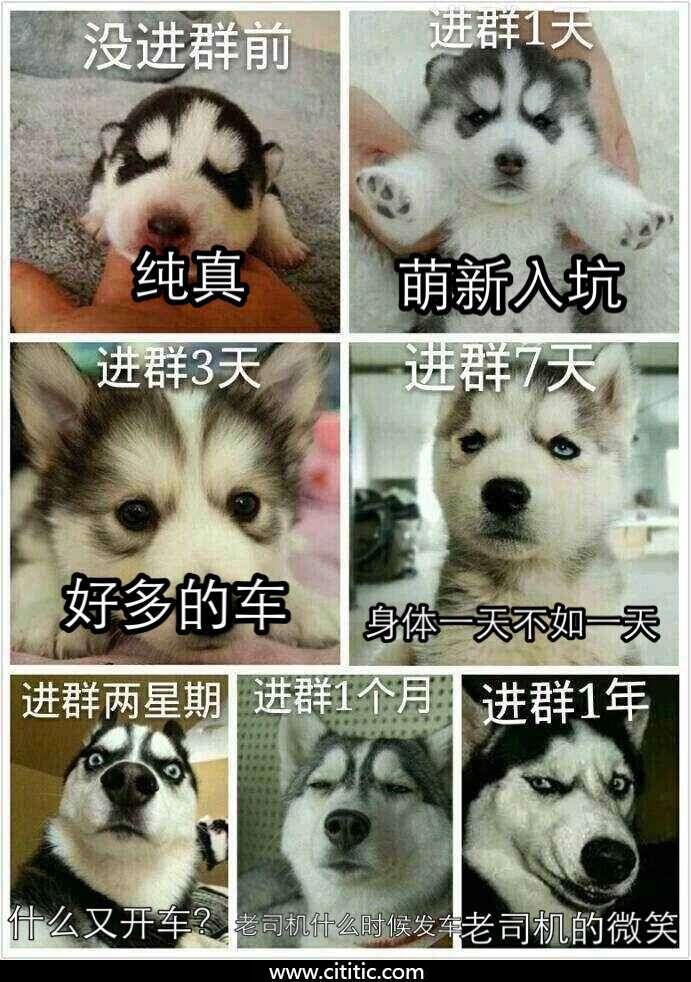 没进群前
纯真
进群1天
萌新入坑
进群3天
好多的车
进群7天
身体一天不如一天
进群两星期
什么又开车?
进群1个月
老司机什么时候发车
进群1年
老司机的微笑
www.cititic.com